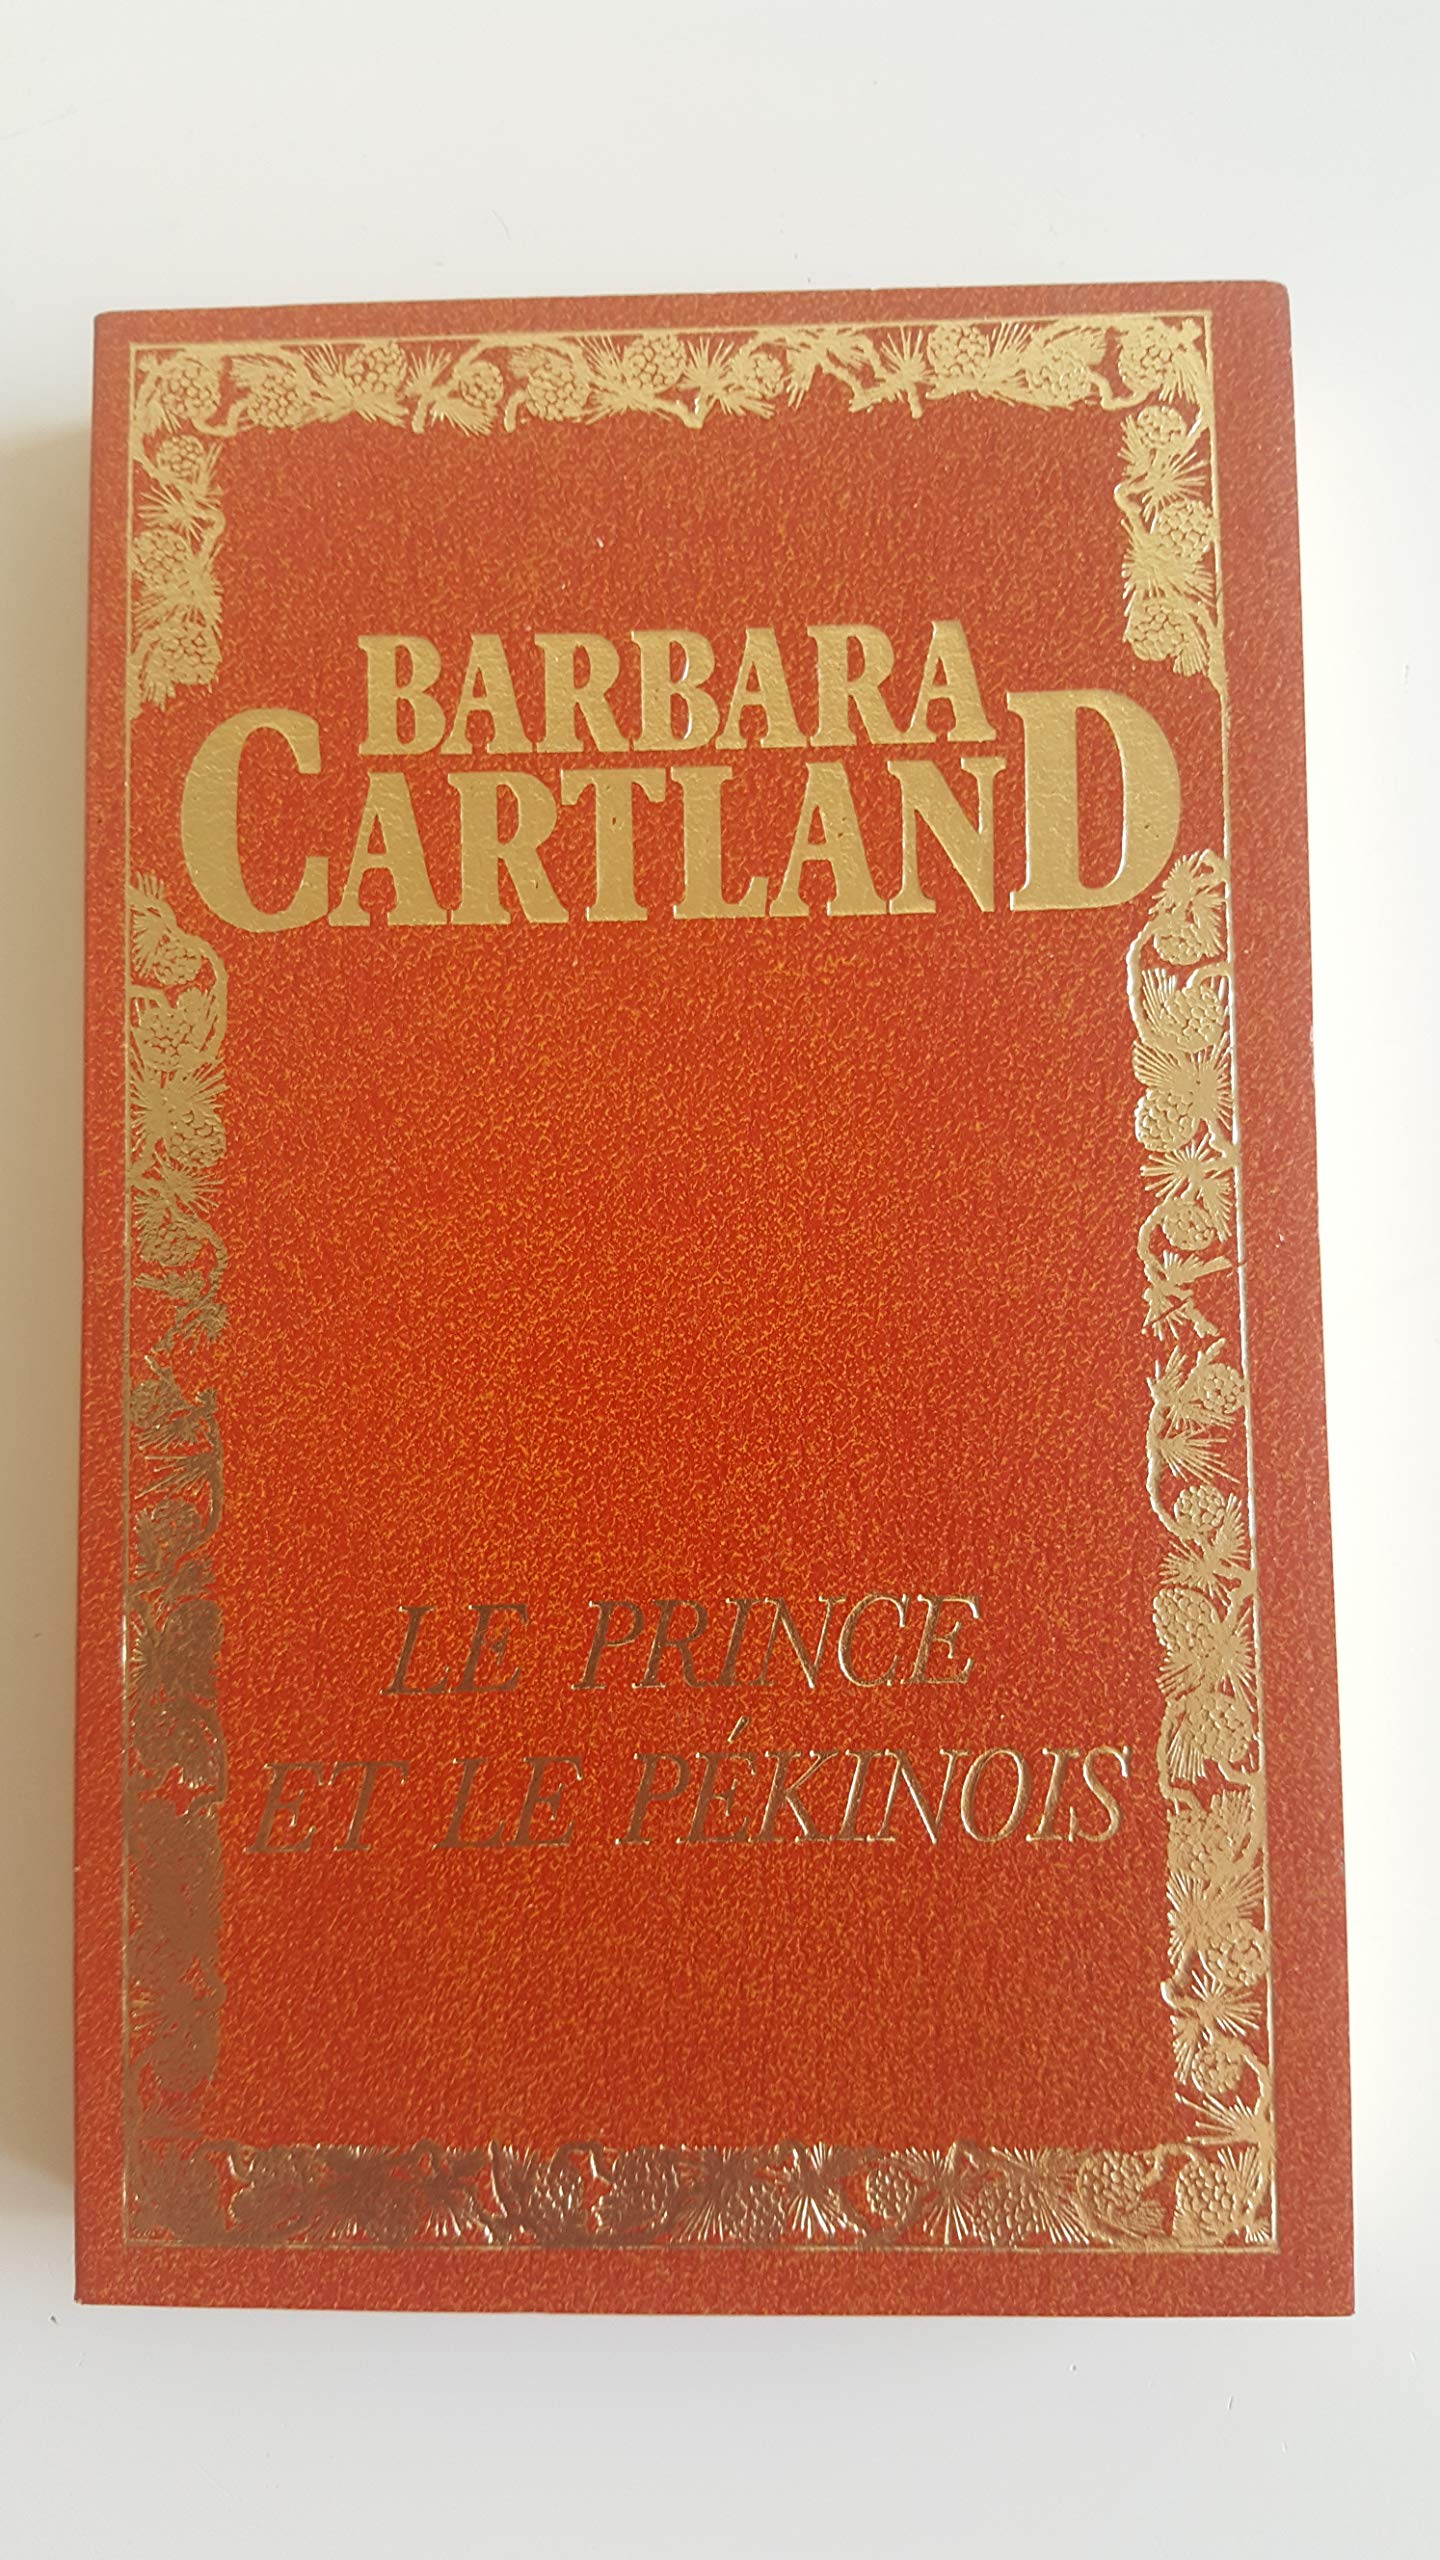 BARBARA
CARTLAND
LE PRINCE
ET LE PÉKINOIS